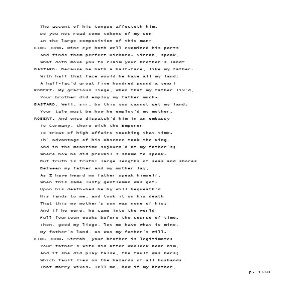 The accent of his tongue affecteth him.
Do you not read some tokens of my son
In the large composition of this man?
KING JOHN. Mine eye hath well examined his parts
And finds them perfect Richard. Sirrah, speak,
What doth move you to claim your brother's land?
BASTARD. Because he hath a half-face, like my father.
With half that face would he have all my land:
A half-fac'd groat five hundred pound a year!
ROBERT. My gracious liege, when that my father liv'd,
Your brother did employ my father much-
BASTARD. Well, sir, by this you cannot get my land:
Your tale must be how he employ'd my mother.
ROBERT. And once dispatch'd him in an embassy
To Germany, there with the Emperor
To treat of high affairs touching that time.
Th' advantage of his absence took the King,
And in the meantime sojourn'd at my father's;
Where how he did prevail I shame to speak-
But truth is truth: large lengths of seas and shores
Between my father and my mother lay,
As I have heard my father speak himself,
When this same lusty gentleman was got.
Upon his death-bed he by will bequeath'd
His lands to me, and took it on his death
That this my mother's son was none of his;
And if he were, he came into the world
Full fourteen weeks before the course of time.
Then, good my liege, let me have what is mine,
My father's land, as was my father's will.
KING JOHN. Sirrah, your brother is legitimate:
Your father's wife did after wedlock bear him,
And if she did play false, the fault was hers;
Which fault lies on the hazards of all husbands
That marry wives. Tell me, how if my brother,